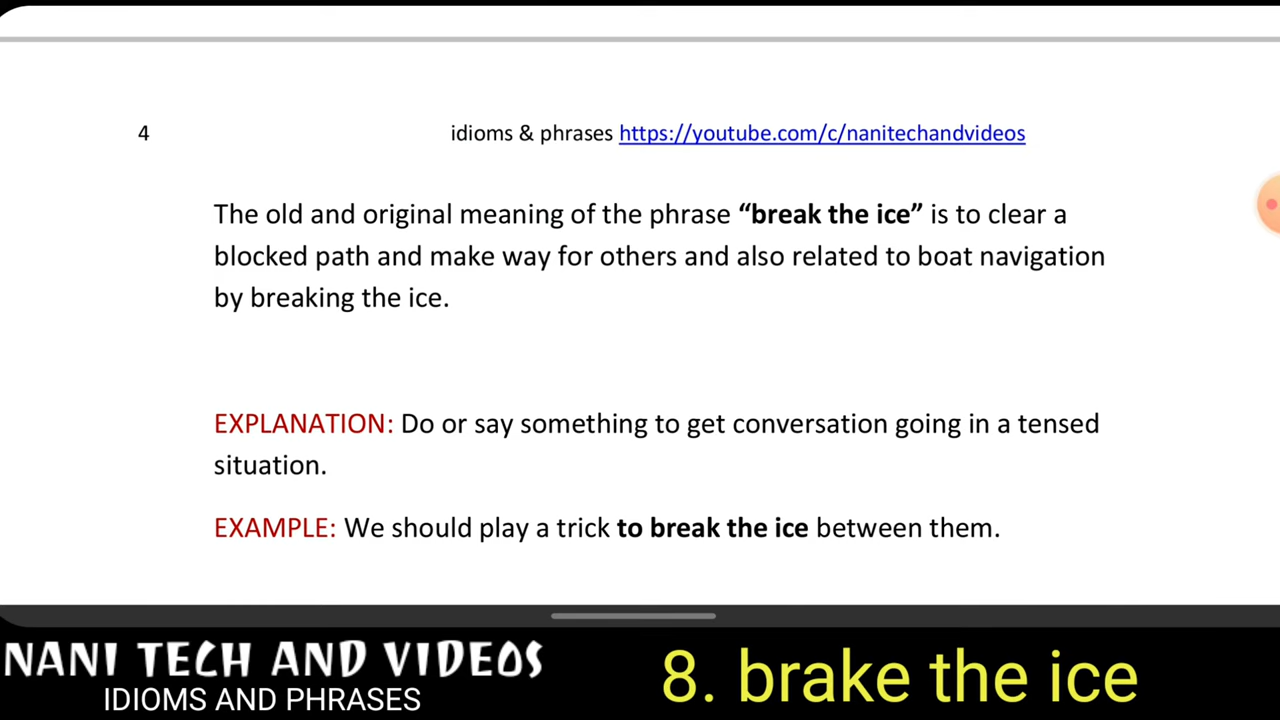 4
idioms & phrases https://youtube.com/c/nanitechandvideos
The old and original meaning of the phrase “break the ice” is to clear a
blocked path and make way for others and also related to boat navigation
by breaking the ice.
EXPLANATION: Do or say something to get conversation going in a tensed
situation.
EXAMPLE: We should play a trick to break the ice between them.
NANI TECH AND VIDEOS
IDIOMS AND PHRASES
8. brake the ice